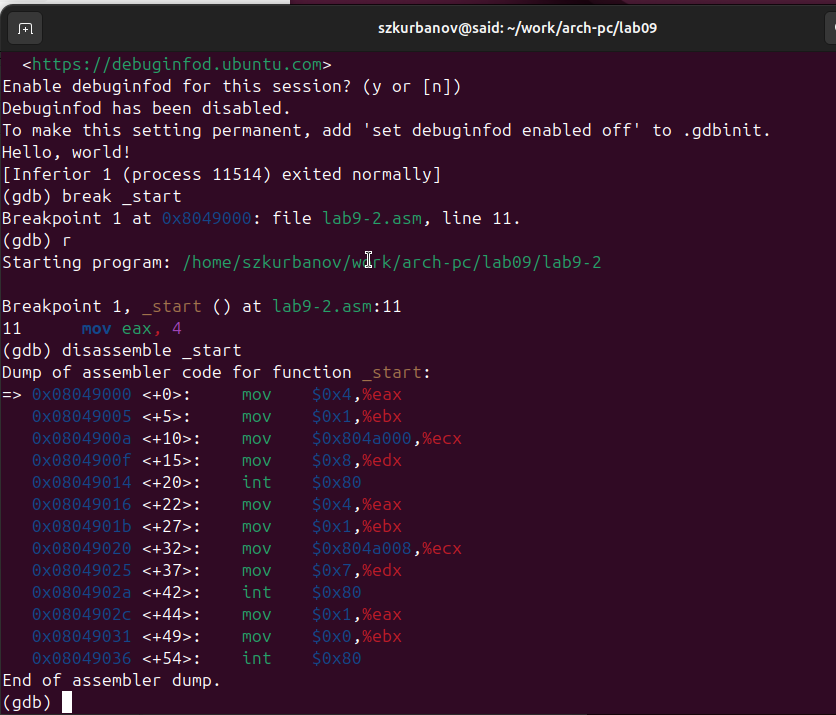 szkurbanov@said: ~/work/arch-pc/lab09
<https://debuginfod.ubuntu.com>
Enable debuginfod for this session? (y or [n])
Debuginfod has been disabled.
To make this setting permanent, add 'set debuginfod enabled off' to .gdbinit.
Hello, world!
[Inferior 1 (process 11514) exited normally]
(gdb) break _start
Breakpoint 1 at 0x8049000: file lab9-2.asm, line 11.
(gdb) r
Starting program: /home/szkurbanov/work/arch-pc/lab09/lab9-2
Breakpoint 1, _start () at lab9-2.asm:11
11      mov eax, 4
(gdb) disassemble _start
Dump of assembler code for function _start:
=> 0x08049000 <+0>:     mov    $0x4,%eax
   0x08049005 <+5>:     mov    $0x1,%ebx
   0x0804900a <+10>:    mov    $0x804a000,%ecx
   0x0804900f <+15>:    mov    $0x8,%edx
   0x08049014 <+20>:    int    $0x80
   0x08049016 <+22>:    mov    $0x4,%eax
   0x0804901b <+27>:    mov    $0x1,%ebx
   0x08049020 <+32>:    mov    $0x804a008,%ecx
   0x08049025 <+37>:    mov    $0x7,%edx
   0x0804902a <+42>:    int    $0x80
   0x0804902c <+44>:    mov    $0x1,%eax
   0x08049031 <+49>:    mov    $0x0,%ebx
   0x08049036 <+54>:    int    $0x80
End of assembler dump.
(gdb)